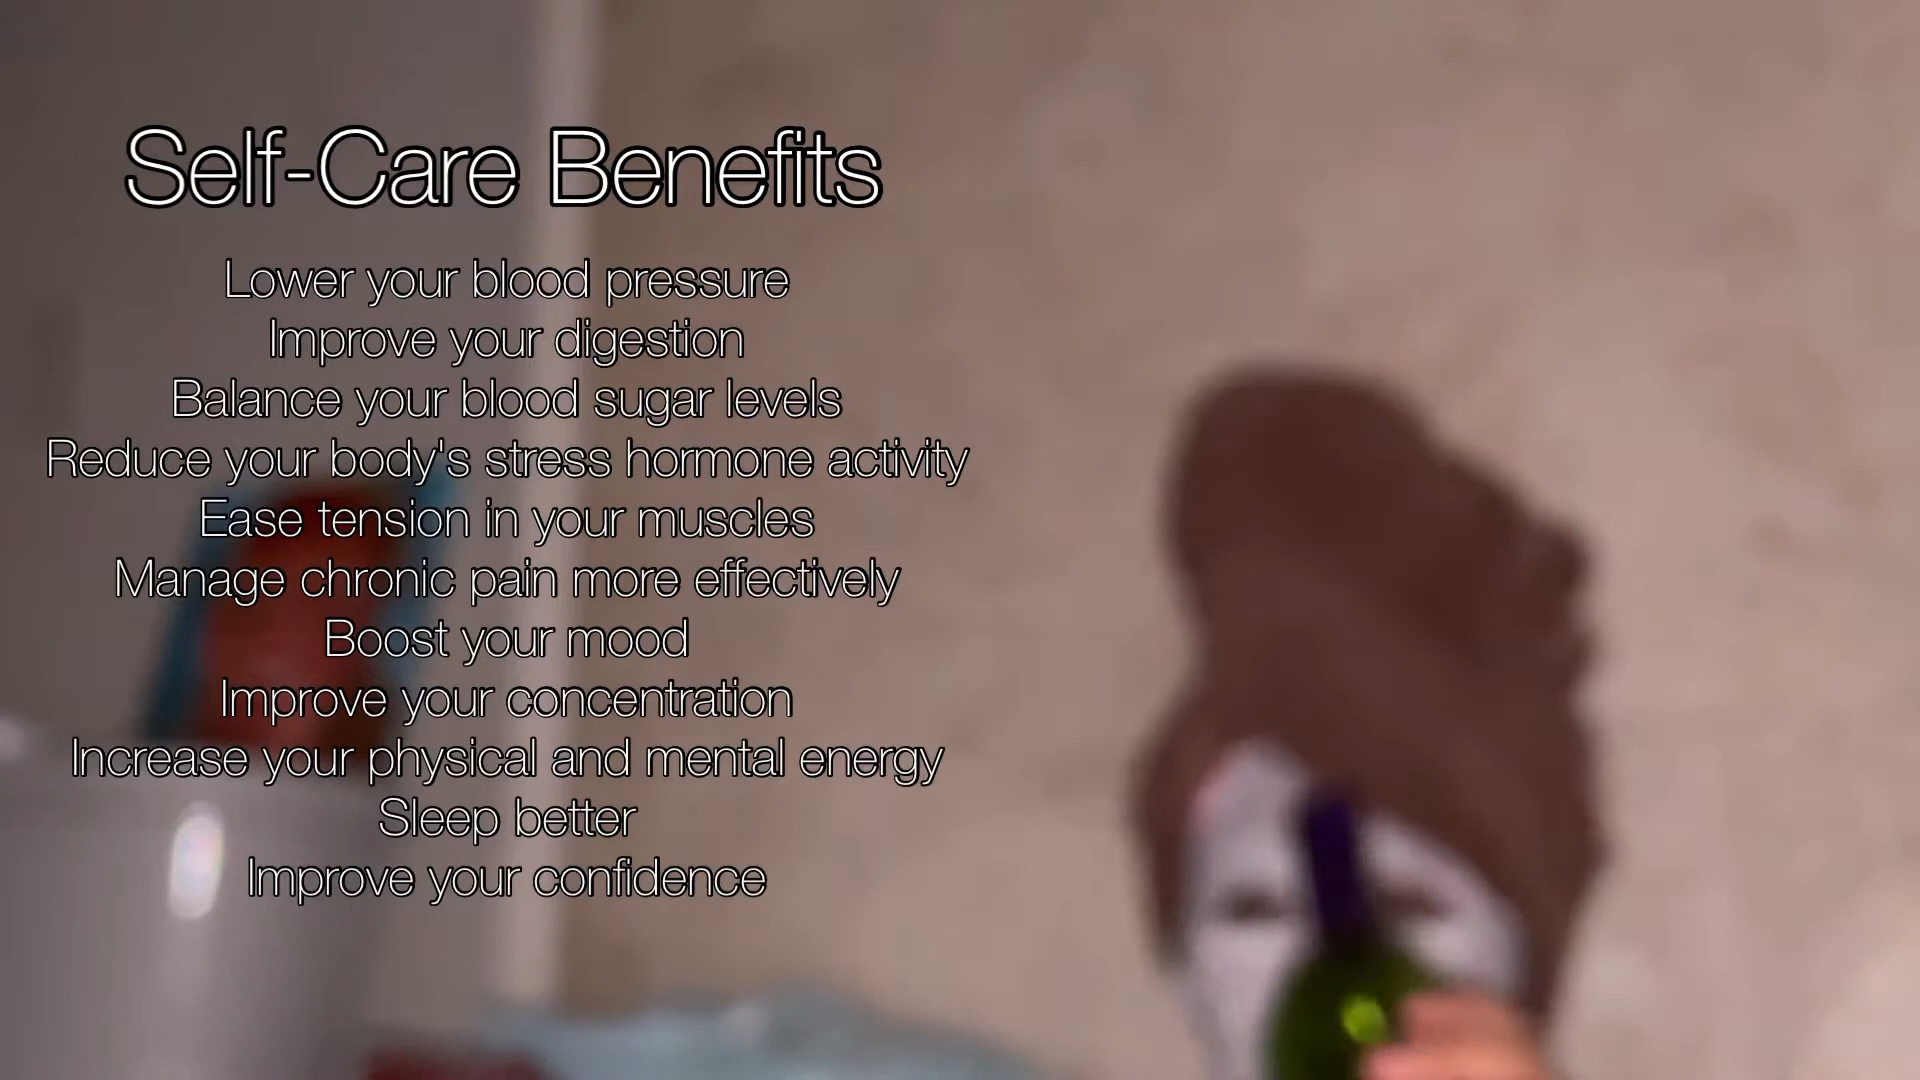 Self-Care Benefits
Lower your blood pressure
Improve your digestion
Balance your blood sugar levels
Reduce your body's stress hormone activity
Ease tension in your muscles
Manage chronic pain more effectively
Boost your mood
Improve your concentration
Increase your physical and mental energy
Sleep better
Improve your confidence